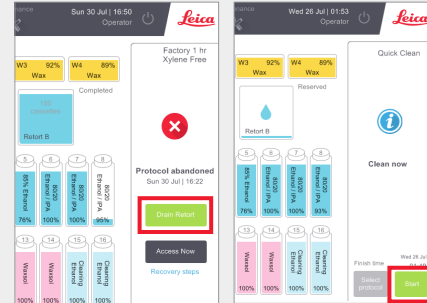 nance
Sun 30 Jul | 16:50
Operator
Leica
W3 92%
Wax
W4 89%
Wax
Completed
Retort B
Factory 1 hr
Xylene Free
Protocol abandoned
Sun 30 Jul | 16:22
Drain Retort
Access Now
Recovery steps
5
6
7
8
85% Ethanol
80/20
Ethanol / IPA
80/20
Ethanol / IPA
80/20
Ethanol / IPA
76%
100%
100%
95%
13
14
15
16
Waxsol
Waxsol
Cleaning
Ethanol
Cleaning
Ethanol
100%
100%
100%
100%
nance
Wed 26 Jul | 01:53
Operator
Leica
W3 92%
Wax
W4 89%
Wax
Reserved
Retort B
Quick Clean
Clean now
5
6
7
8
85% Ethanol
80/20
Ethanol / IPA
80/20
Ethanol / IPA
80/20
Ethanol / IPA
76%
100%
100%
93%
13
14
15
16
Waxsol
Waxsol
Cleaning
Ethanol
Cleaning
Ethanol
100%
100%
100%
100%
Finish time
Wed 26 Jul
Select
protocol
Start